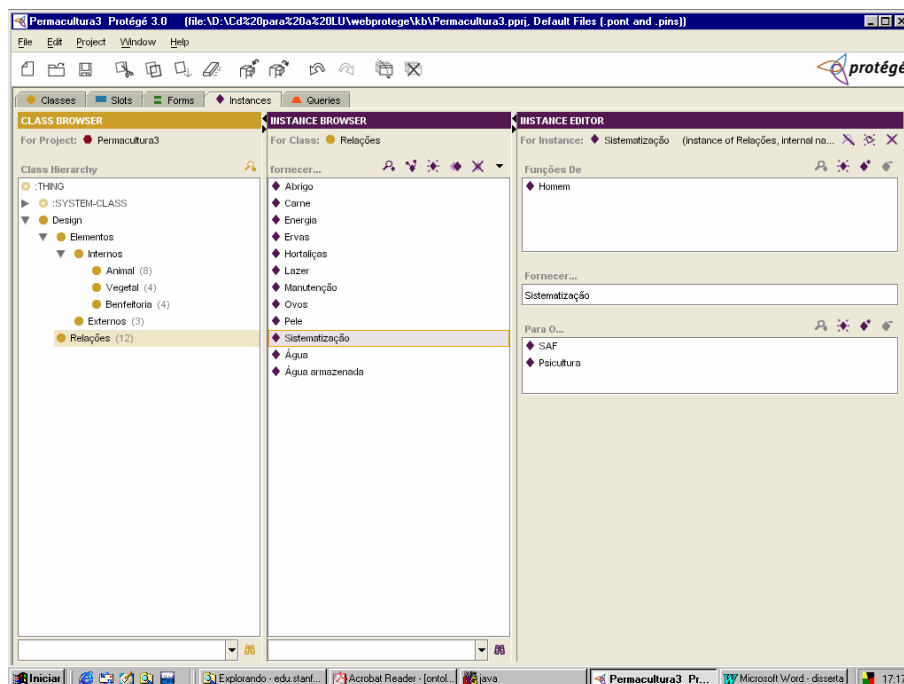 Permacultura3 Protégé 3.0 (file:\D:\Cd%20para%20a%20LU\webprotege\kb\Permacultura3.pprj, Default Files (.pont and .pins))
File Edit Project Window Help
protégé
Classes Slots Forms Instances Queries
CLASS BROWSER
For Project: Permacultura3
Class Hierarchy
:THING
:SYSTEM-CLASS
Design
Elementos
Internos
Animal (8)
Vegetal (4)
Benfeitoria (4)
Externos (3)
Relações (12)
INSTANCE BROWSER
For Class: Relações
fornecer...
Abrigo
Carne
Energia
Ervas
Hortaliças
Lazer
Manutenção
Ovos
Pele
Sistematização
Água
Água armazenada
INSTANCE EDITOR
For Instance: Sistematização (instance of Relações, internal na...
Funções De
Homem
Fornecer...
Sistematização
Para O...
SAF
Psicultura
Iniciar Explorando - edu.stanf... Acrobat Reader - [ontol... java Permacultura3 Pr... Microsoft Word - disserta 17:17